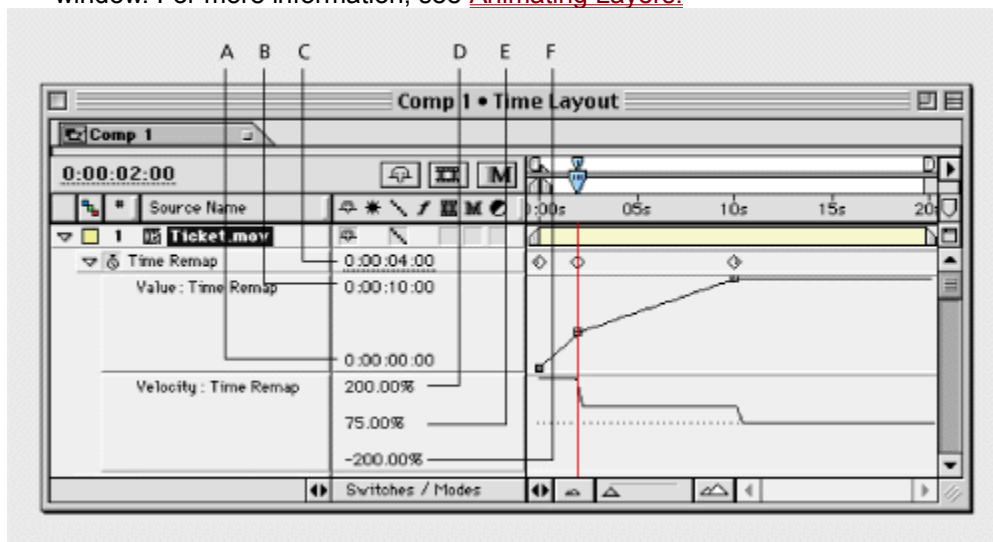 window. For more information, see Animating Layers.
A B C D E F
Comp 1 • Time Layout
Comp 1
0:00:02:00
M
# Source Name
M
):00s 05s 10s 15s 20s
1 Ticket.mov
Time Remap 0:00:04:00
Value : Time Remap 0:00:10:00
0:00:00:00
Velocity : Time Remap 200.00%
75.00%
-200.00%
Switches / Modes